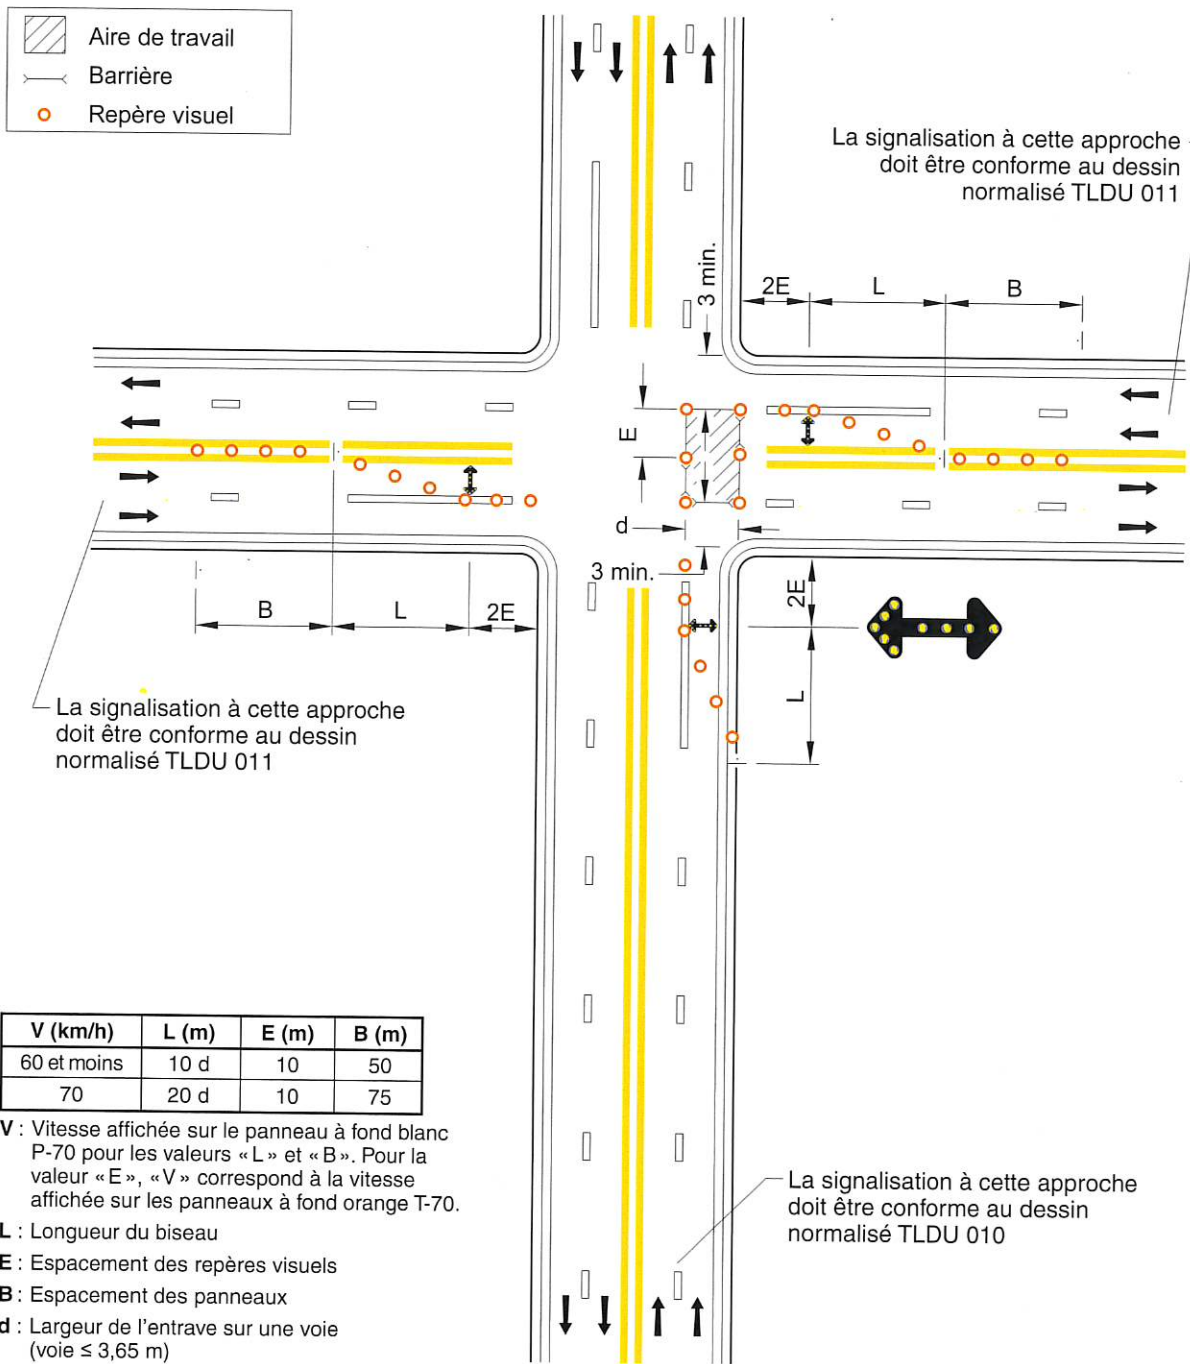 Aire de travail
Barrière
Repère visuel
La signalisation à cette approche
doit être conforme au dessin
normalisé TLDU 011
3 min.
2E
L
B
E
d
3 min.
2E
L
B
L
2E
La signalisation à cette approche
doit être conforme au dessin
normalisé TLDU 011
V (km/h) L (m) E (m) B (m)
60 et moins 10 d 10 50
70 20 d 10 75
V : Vitesse affichée sur le panneau à fond blanc
P-70 pour les valeurs « L » et « B ». Pour la
valeur « E », « V » correspond à la vitesse
affichée sur les panneaux à fond orange T-70.
L : Longueur du biseau
E : Espacement des repères visuels
B : Espacement des panneaux
d : Largeur de l'entrave sur une voie
(voie ≤ 3,65 m)
La signalisation à cette approche
doit être conforme au dessin
normalisé TLDU 010